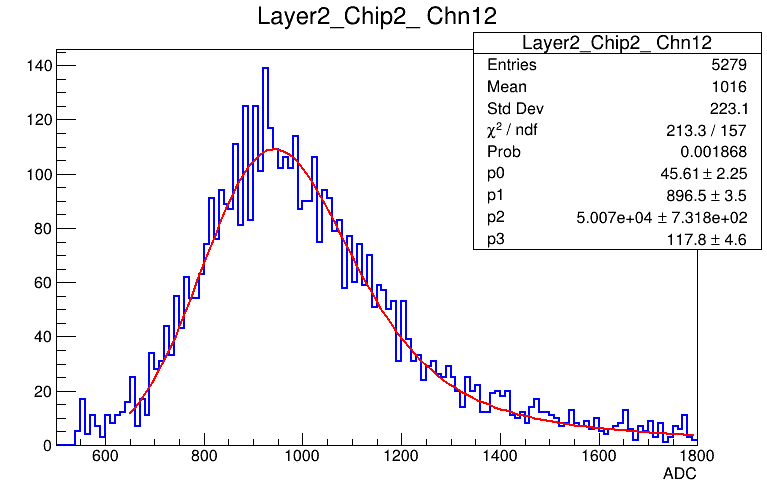 Layer2_Chip2_ Chn12
Layer2_Chip2_ Chn12
Entries 5279
Mean 1016
Std Dev 223.1
χ² / ndf 213.3 / 157
Prob 0.001868
p0 45.61 ± 2.25
p1 896.5 ± 3.5
p2 5.007e+04 ± 7.318e+02
p3 117.8 ± 4.6
140
120
100
80
60
40
20
0
600 800 1000 1200 1400 1600 1800
ADC